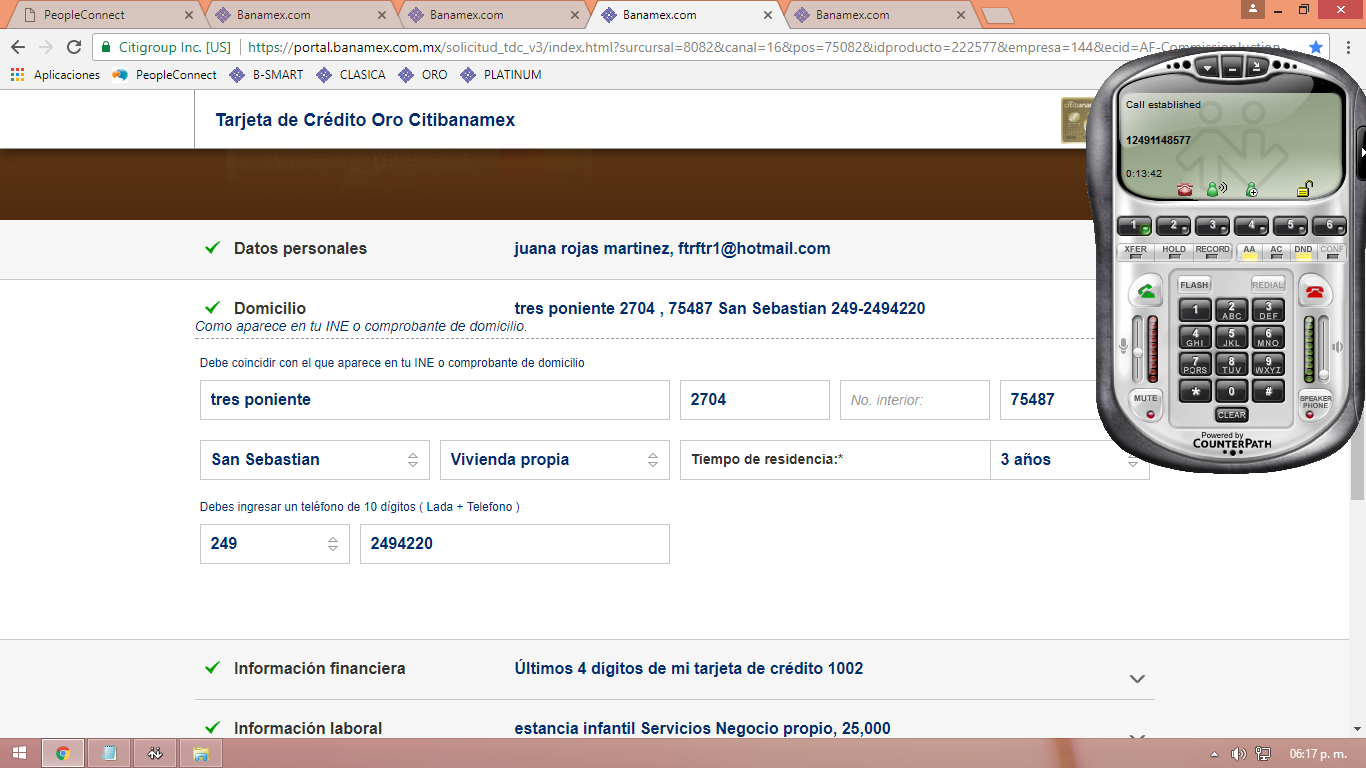 PeopleConnect
Banamex.com
Banamex.com
Banamex.com
Banamex.com
Citigroup Inc. [US] https://portal.banamex.com.mx/solicitud_tdc_v3/index.html?surcursal=8082&canal=16&pos=75082&idproducto=222577&empresa=144&ecid=AF-Commission
Aplicaciones PeopleConnect B-SMART CLASICA ORO PLATINUM
Tarjeta de Crédito Oro Citibanamex
Datos personales juana rojas martinez, ftrftr1@hotmail.com
Domicilio tres poniente 2704 , 75487 San Sebastian 249-2494220
Como aparece en tu INE o comprobante de domicilio.
Debe coincidir con el que aparece en tu INE o comprobante de domicilio
tres poniente 2704 No. interior: 75487
San Sebastian Vivienda propia Tiempo de residencia:* 3 años
Debes ingresar un teléfono de 10 dígitos ( Lada + Telefono )
249 2494220
Información financiera Últimos 4 dígitos de mi tarjeta de crédito 1002
Información laboral estancia infantil Servicios Negocio propio, 25,000
Call established
12491148577
0:13:42
1 2 3 4 5 6
XFER HOLD RECORD AA AC DND CONF
FLASH REDIAL
1 2 ABC 3 DEF
4 GHI 5 JKL 6 MNO
7 PQRS 8 TUV 9 WXYZ
* 0 #
MUTE CLEAR SPEAKER PHONE
Powered by
COUNTERPATH
06:17 p. m.